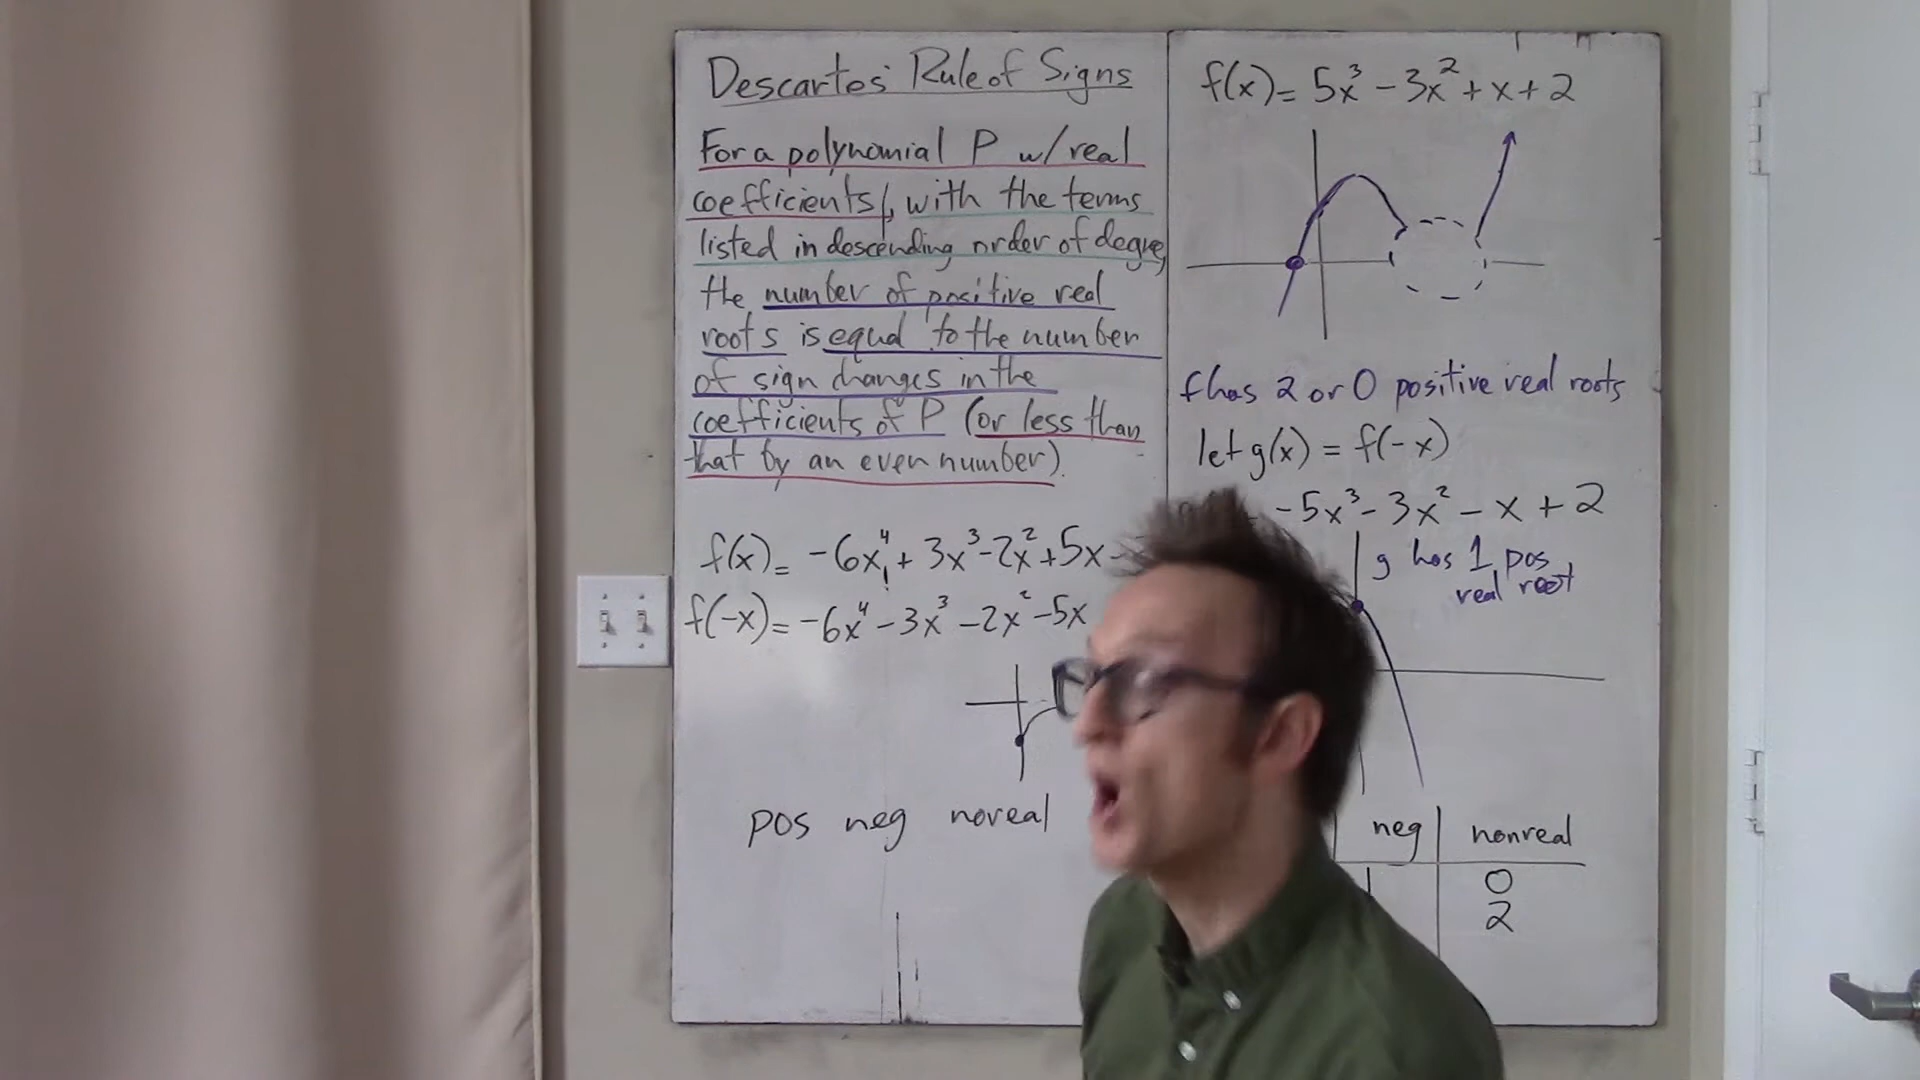 Descartes' Rule of Signs
For a polynomial P w/ real
coefficients, with the terms
listed in descending order of degree,
the number of positive real
roots is equal to the number
of sign changes in the
coefficients of P (or less than
that by an even number).
f(x) = -6x⁴ + 3x³ - 2x² + 5x -
f(-x) = -6x⁴ - 3x³ - 2x² - 5x
pos neg noreal
f(x) = 5x³ - 3x² + x + 2
f has 2 or 0 positive real roots
let g(x) = f(-x)
-5x³ - 3x² - x + 2
g has 1 pos
real root
neg nonreal
1 0
2